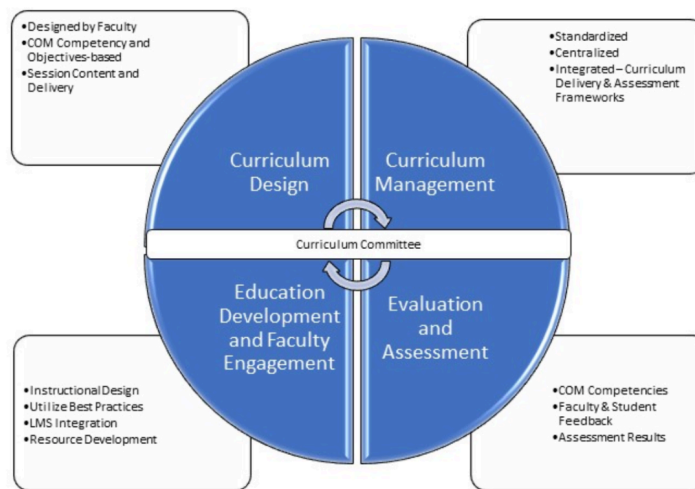 •Designed by Faculty
•COM Competency and
Objectives-based
•Session Content and
Delivery
•Standardized
•Centralized
•Integrated – Curriculum
Delivery & Assessment
Frameworks
Curriculum
Design
Curriculum
Management
Curriculum Committee
Education
Development
and Faculty
Engagement
Evaluation
and
Assessment
•Instructional Design
•Utilize Best Practices
•LMS Integration
•Resource Development
•COM Competencies
•Faculty & Student
Feedback
•Assessment Results